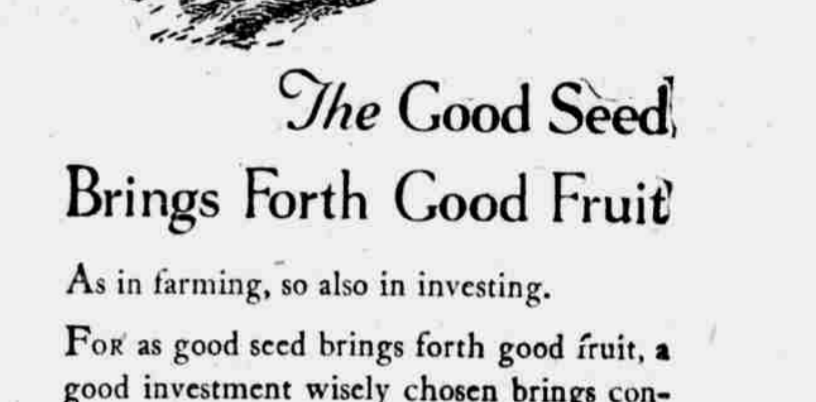 The Good Seed
Brings Forth Good Fruit
As in farming, so also in investing.
FOR as good seed brings forth good fruit, a
good investment wisely chosen brings con-